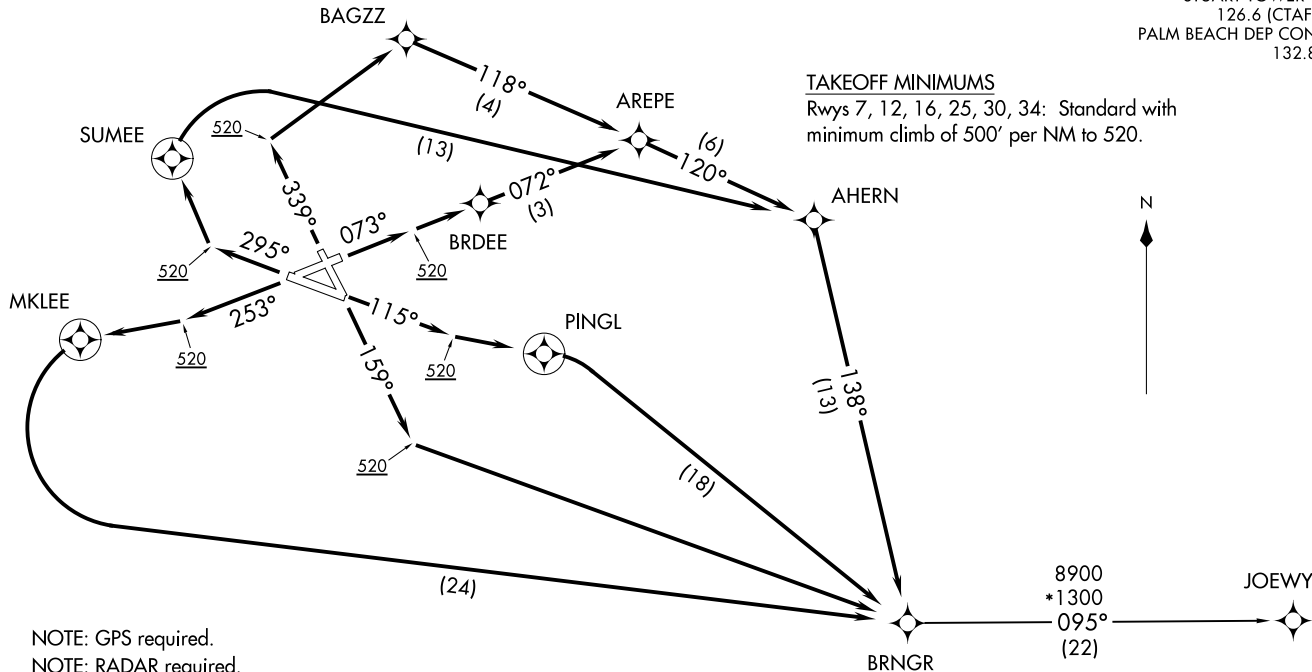 STUART TOWER
126.6 (CTAF
PALM BEACH DEP CON
132.8
TAKEOFF MINIMUMS
Rwys 7, 12, 16, 25, 30, 34: Standard with
minimum climb of 500' per NM to 520.
BAGZZ
118°
(4)
AREPE
(6)
120°
SUMEE
520
(13)
072°
(3)
AHERN
N
339°
073°
BRDEE
295°
520
520
MKLEE
253°
115°
PINGL
520
520
159°
138°
(13)
520
(18)
(24)
8900
*1300
095°
(22)
JOEWY
BRNGR
NOTE: GPS required.
NOTE: RADAR required.